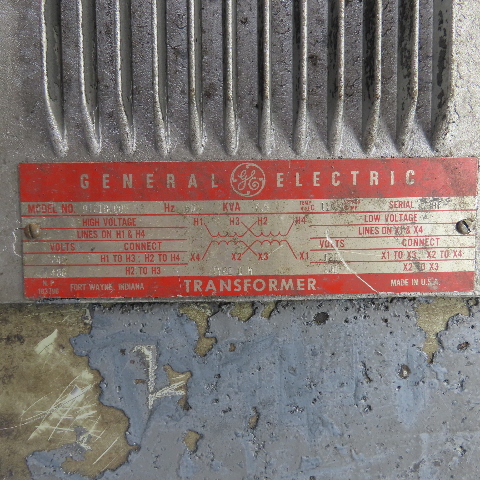 GENERAL GE ELECTRIC
MODEL NO. Hz KVA SERIAL
HIGH VOLTAGE H1 H3 H2 H4 LOW VOLTAGE
LINES ON H1 & H4 LINES ON X1 & X4
VOLTS CONNECT VOLTS CONNECT
H1 TO H3 : H2 TO H4 X4 X2 X3 X1 X1 TO X3 X2 TO X4
H2 TO H3 X2 TO X3
N.P.
FORT WAYNE, INDIANA TRANSFORMER MADE IN U.S.A.